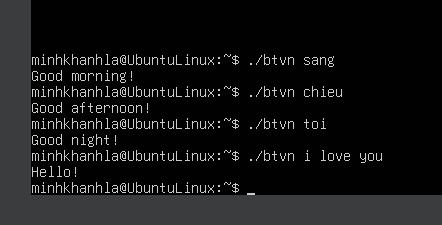 minhkhanhla@UbuntuLinux:~$ ./btvn sang
Good morning!
minhkhanhla@UbuntuLinux:~$ ./btvn chieu
Good afternoon!
minhkhanhla@UbuntuLinux:~$ ./btvn toi
Good night!
minhkhanhla@UbuntuLinux:~$ ./btvn i love you
Hello!
minhkhanhla@UbuntuLinux:~$ _